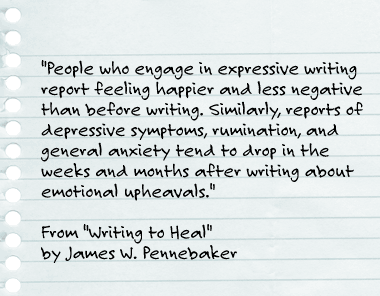 "People who engage in expressive writing
report feeling happier and less negative
than before writing. Similarly, reports of
depressive symptoms, rumination, and
general anxiety tend to drop in the
weeks and months after writing about
emotional upheavals."
From "Writing to Heal"
by James W. Pennebaker